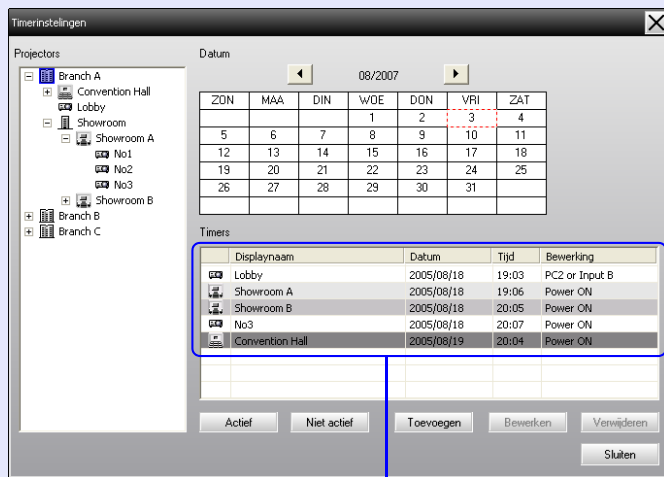 Timerinstelingen
Projectors
Branch A
Convention Hall
Lobby
Showroom
Showroom A
No1
No2
No3
Showroom B
Branch B
Branch C
Datum
08/2007
ZON MAA DIN WOE DON VRI ZAT
1 2 3 4
5 6 7 8 9 10 11
12 13 14 15 16 17 18
19 20 21 22 23 24 25
26 27 28 29 30 31
Timers
Displaynaam Datum Tijd Bewerking
Lobby 2005/08/18 19:03 PC2 or Input B
Showroom A 2005/08/18 19:06 Power ON
Showroom B 2005/08/18 20:05 Power ON
No3 2005/08/18 20:07 Power ON
Convention Hall 2005/08/19 20:04 Power ON
Actief Niet actief Toevoegen Bewerken Verwijderen
Sluiten